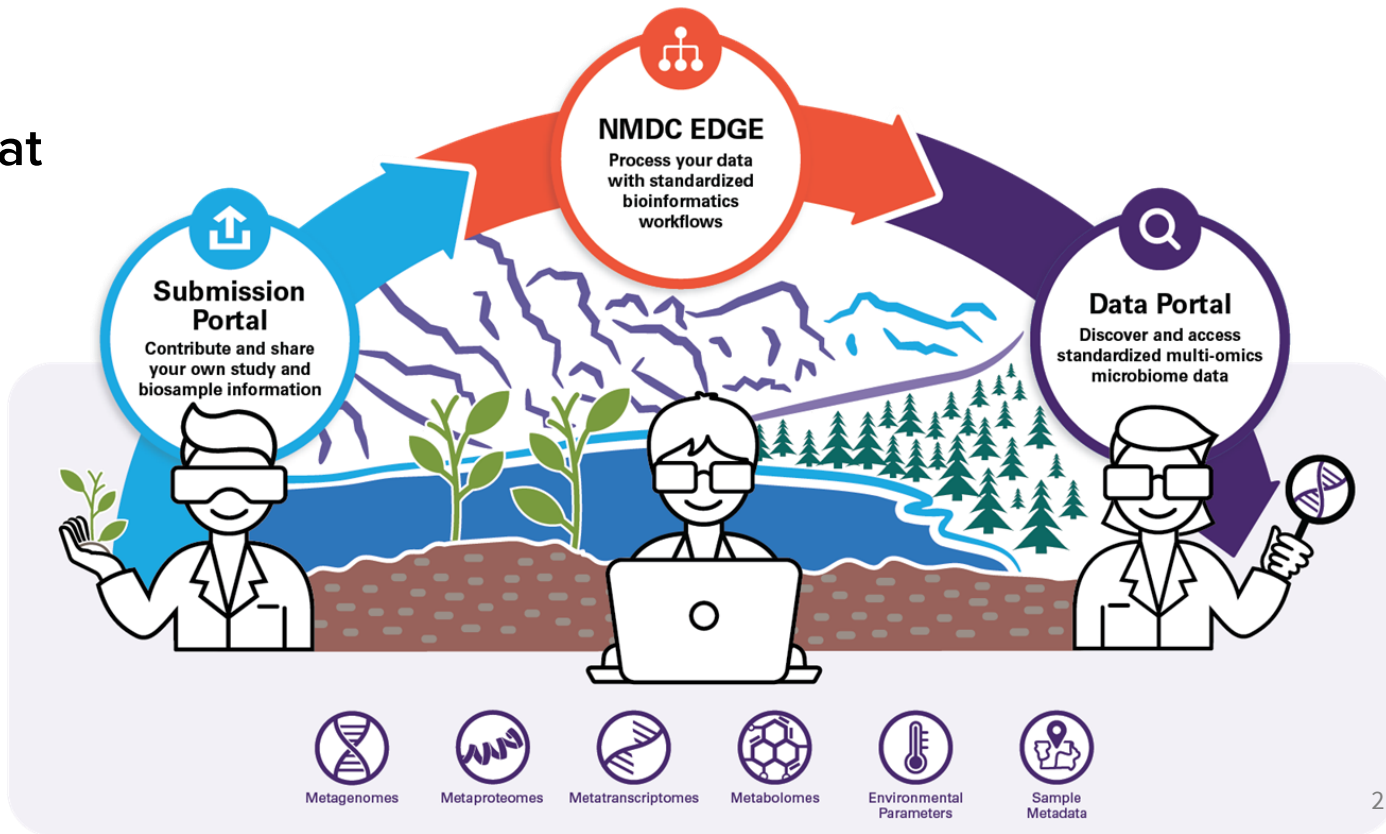 at
NMDC EDGE
Process your data
with standardized
bioinformatics
workflows
Submission
Portal
Contribute and share
your own study and
biosample information
Data Portal
Discover and access
standardized multi-omics
microbiome data
Metagenomes
Metaproteomes
Metatranscriptomes
Metabolomes
Environmental
Parameters
Sample
Metadata
2